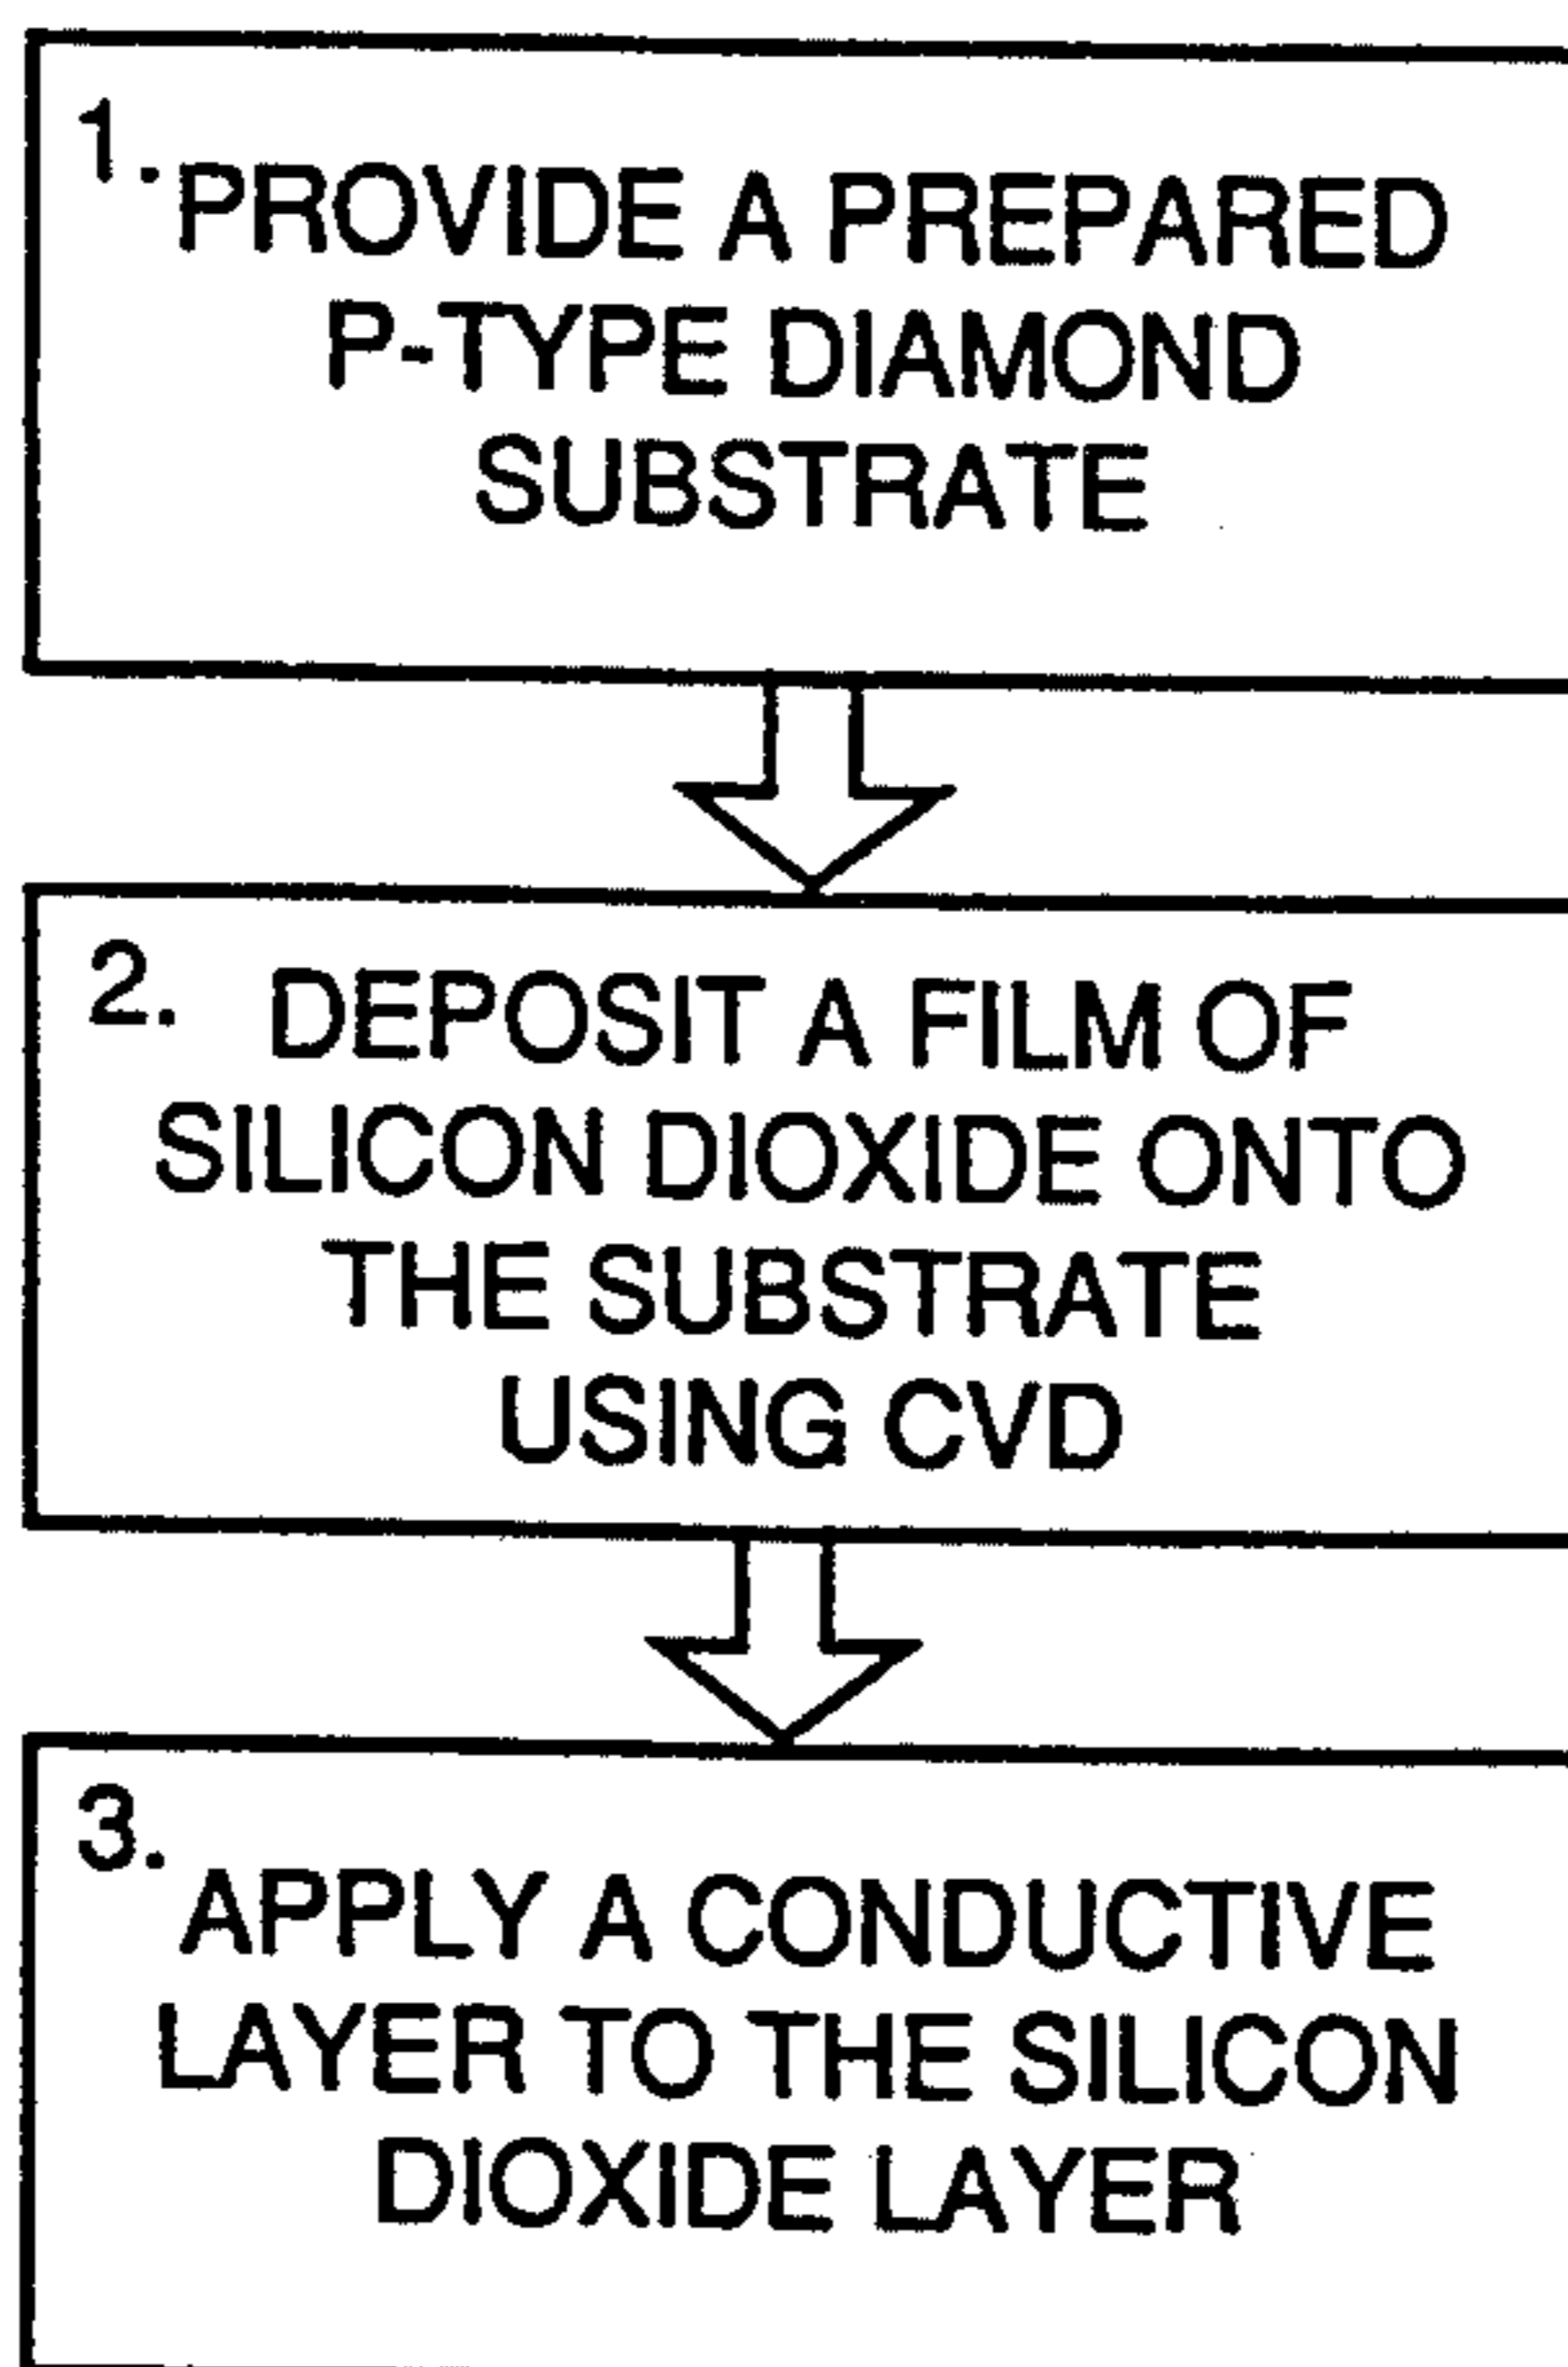 1. PROVIDE A PREPARED
P-TYPE DIAMOND
SUBSTRATE
2. DEPOSIT A FILM OF
SILICON DIOXIDE ONTO
THE SUBSTRATE
USING CVD
3. APPLY A CONDUCTIVE
LAYER TO THE SILICON
DIOXIDE LAYER